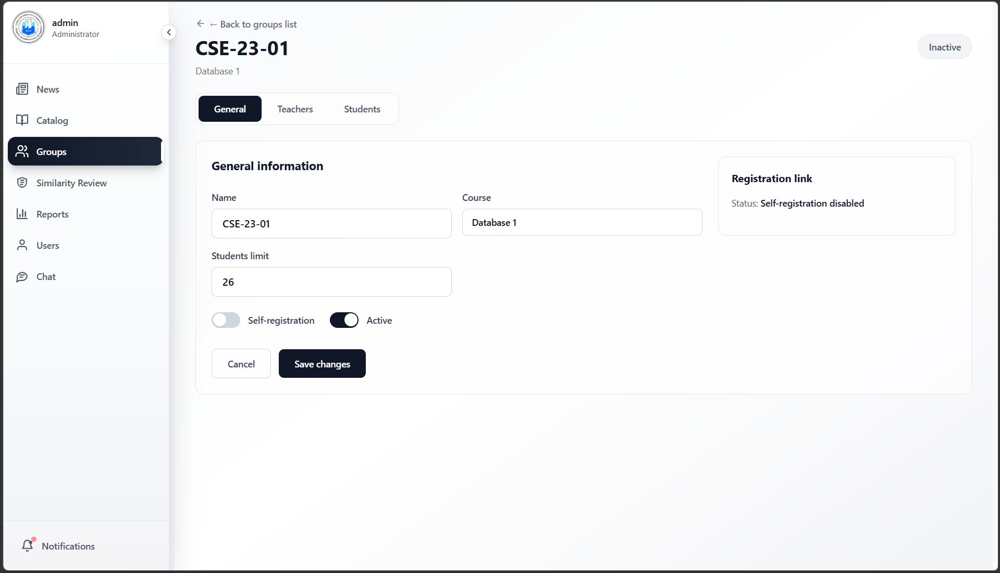 admin
Administrator
News
Catalog
Groups
Similarity Review
Reports
Users
Chat
Notifications
← Back to groups list
CSE-23-01
Database 1
Inactive
General
Teachers
Students
General information
Name
CSE-23-01
Course
Database 1
Students limit
26
Self-registration
Active
Cancel
Save changes
Registration link
Status: Self-registration disabled